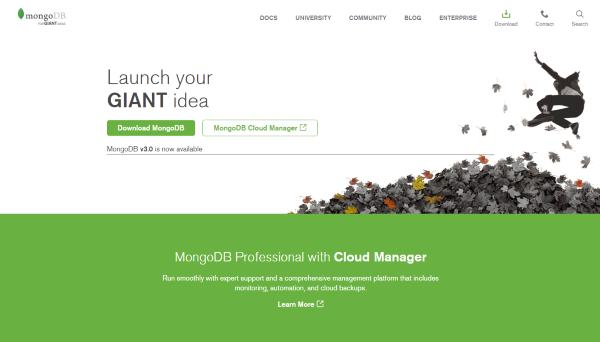 mongoDB.
FOR GIANT IDEAS
DOCS
UNIVERSITY
COMMUNITY
BLOG
ENTERPRISE
Download
Contact
Search
Launch your
GIANT idea
Download MongoDB
MongoDB Cloud Manager
MongoDB v3.0 is now available
MongoDB Professional with Cloud Manager
Run smoothly with expert support and a comprehensive management platform that includes
monitoring, automation, and cloud backups.
Learn More